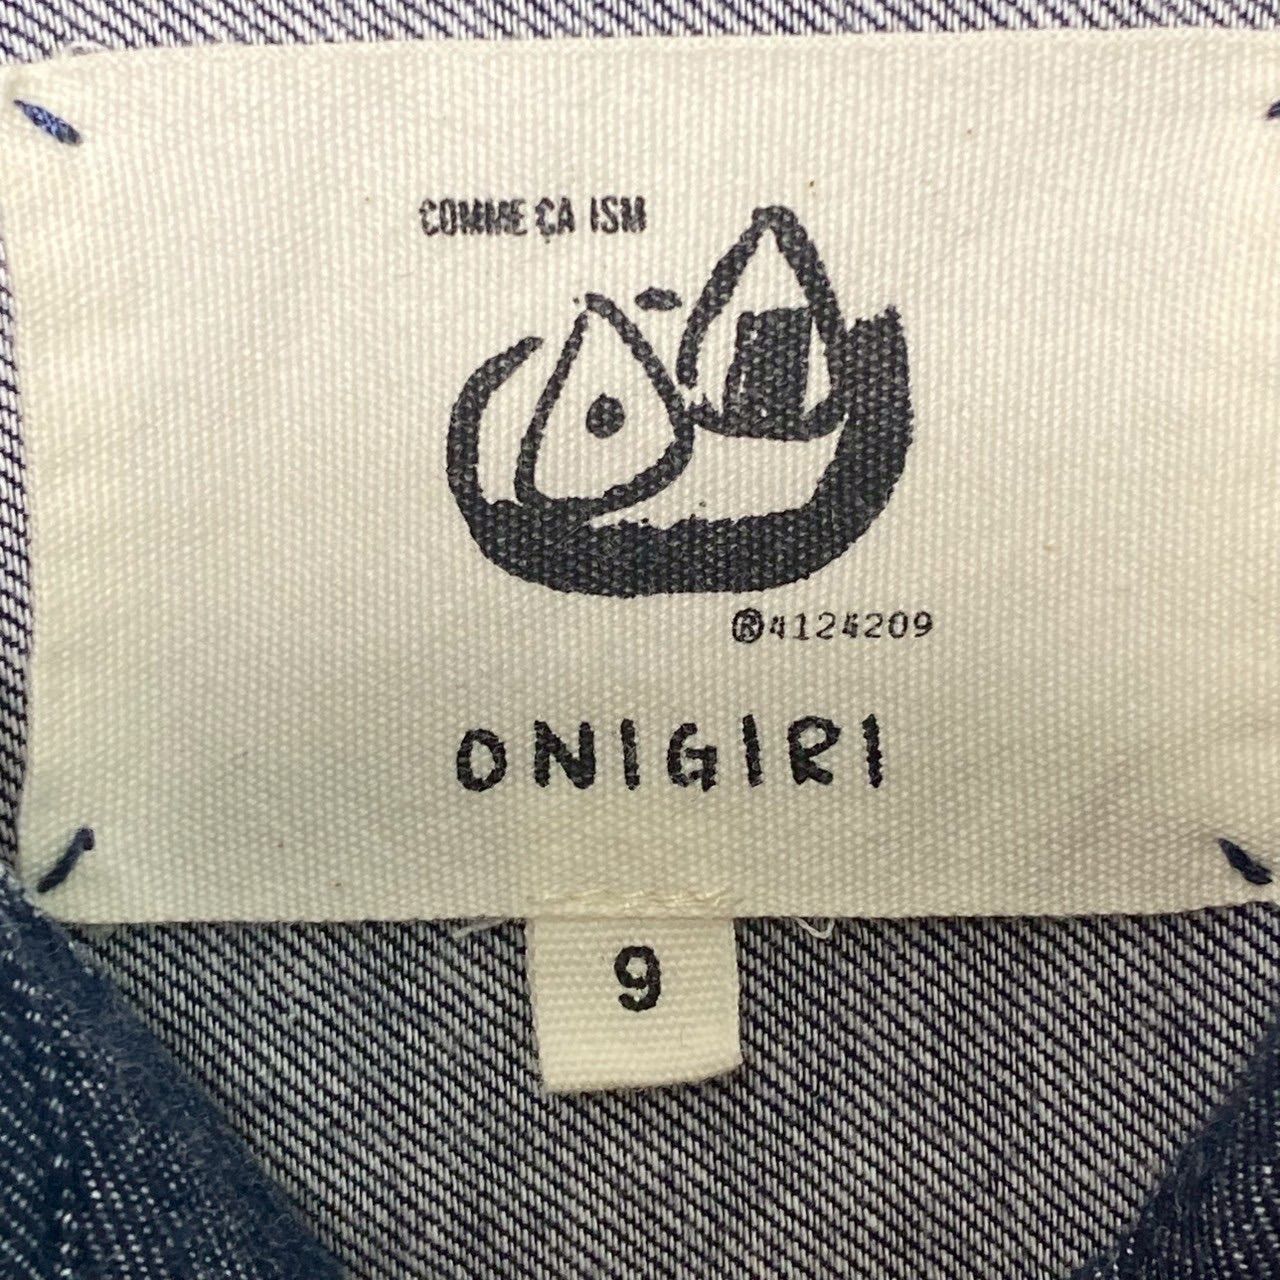 COMME ÇA ISM
®4124209
ONIGIRI
9